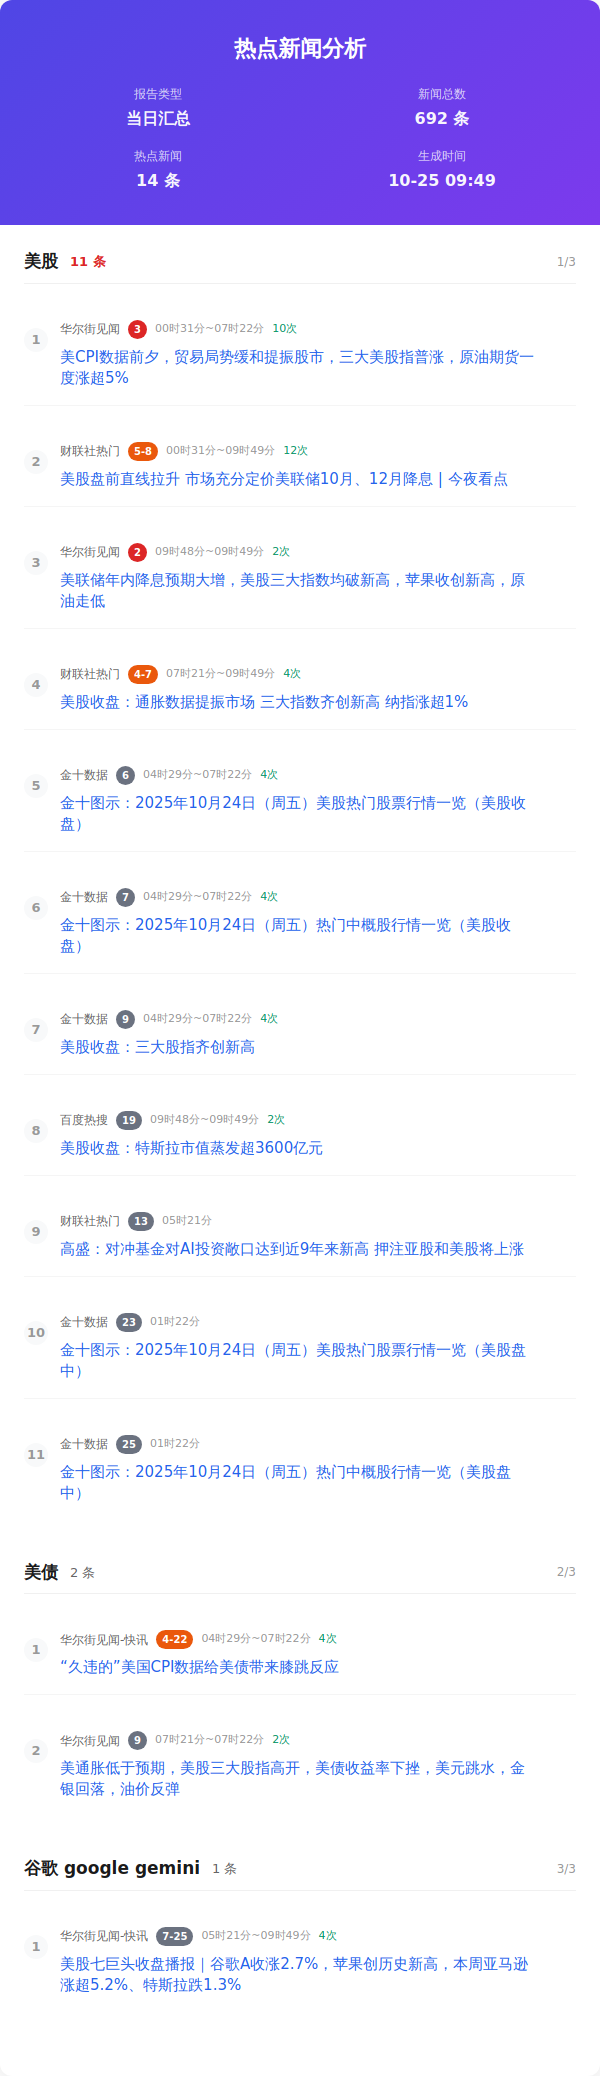 热点新闻分析
报告类型
当日汇总
新闻总数
692 条
热点新闻
14 条
生成时间
10-25 09:49
美股 11 条 1/3
1 华尔街见闻 3 00时31分~07时22分 10次
美CPI数据前夕，贸易局势缓和提振股市，三大美股指普涨，原油期货一
度涨超5%
2 财联社热门 5-8 00时31分~09时49分 12次
美股盘前直线拉升 市场充分定价美联储10月、12月降息 | 今夜看点
3 华尔街见闻 2 09时48分~09时49分 2次
美联储年内降息预期大增，美股三大指数均破新高，苹果收创新高，原
油走低
4 财联社热门 4-7 07时21分~09时49分 4次
美股收盘：通胀数据提振市场 三大指数齐创新高 纳指涨超1%
5 金十数据 6 04时29分~07时22分 4次
金十图示：2025年10月24日（周五）美股热门股票行情一览（美股收
盘）
6 金十数据 7 04时29分~07时22分 4次
金十图示：2025年10月24日（周五）热门中概股行情一览（美股收
盘）
7 金十数据 9 04时29分~07时22分 4次
美股收盘：三大股指齐创新高
8 百度热搜 19 09时48分~09时49分 2次
美股收盘：特斯拉市值蒸发超3600亿元
9 财联社热门 13 05时21分
高盛：对冲基金对AI投资敞口达到近9年来新高 押注亚股和美股将上涨
10 金十数据 23 01时22分
金十图示：2025年10月24日（周五）美股热门股票行情一览（美股盘
中）
11 金十数据 25 01时22分
金十图示：2025年10月24日（周五）热门中概股行情一览（美股盘
中）
美债 2 条 2/3
1 华尔街见闻-快讯 4-22 04时29分~07时22分 4次
“久违的”美国CPI数据给美债带来膝跳反应
2 华尔街见闻 9 07时21分~07时22分 2次
美通胀低于预期，美股三大股指高开，美债收益率下挫，美元跳水，金
银回落，油价反弹
谷歌 google gemini 1 条 3/3
1 华尔街见闻-快讯 7-25 05时21分~09时49分 4次
美股七巨头收盘播报｜谷歌A收涨2.7%，苹果创历史新高，本周亚马逊
涨超5.2%、特斯拉跌1.3%